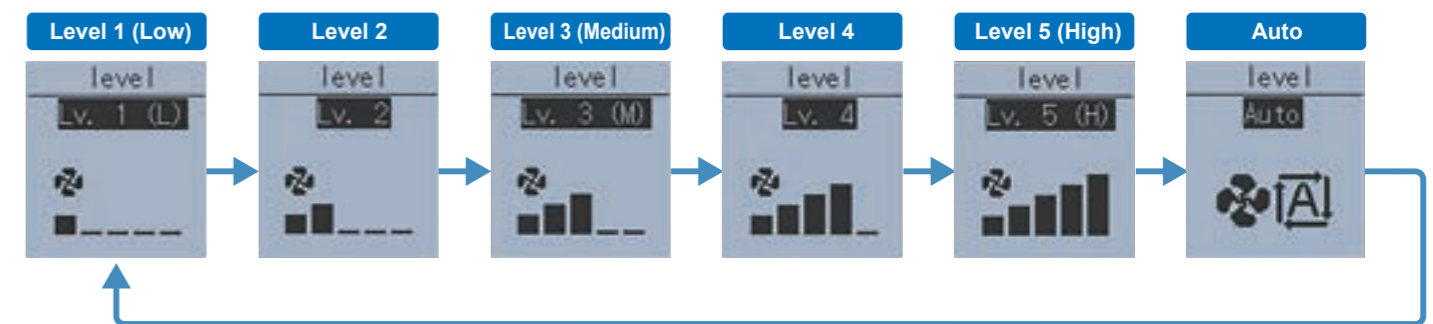 Level 1 (Low)
Level 2
Level 3 (Medium)
Level 4
Level 5 (High)
Auto
level
level
level
level
level
level
Lv. 1 (L)
Lv. 2
Lv. 3 (M)
Lv. 4
Lv. 5 (H)
Auto
A